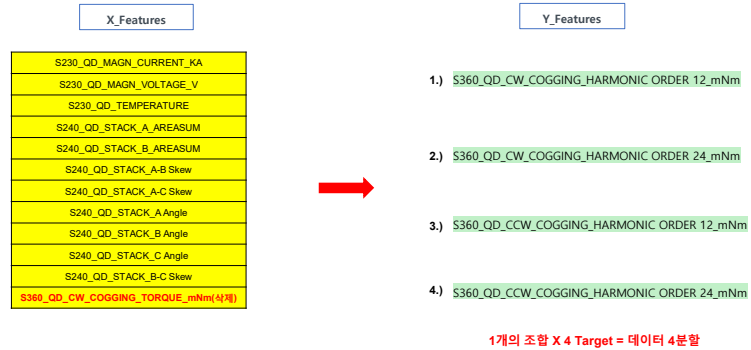 X_Features
S230_QD_MAGN_CURRENT_KA
S230_QD_MAGN_VOLTAGE_V
S230_QD_TEMPERATURE
S240_QD_STACK_A_AREASUM
S240_QD_STACK_B_AREASUM
S240_QD_STACK_A-B Skew
S240_QD_STACK_A-C Skew
S240_QD_STACK_A Angle
S240_QD_STACK_B Angle
S240_QD_STACK_C Angle
S240_QD_STACK_B-C Skew
S360_QD_CW_COGGING_TORQUE_mNm(삭제)
Y_Features
1.) S360_QD_CW_COGGING_HARMONIC ORDER 12_mNm
2.) S360_QD_CW_COGGING_HARMONIC ORDER 24_mNm
3.) S360_QD_CCW_COGGING_HARMONIC ORDER 12_mNm
4.) S360_QD_CCW_COGGING_HARMONIC ORDER 24_mNm
1개의 조합 X 4 Target = 데이터 4분할